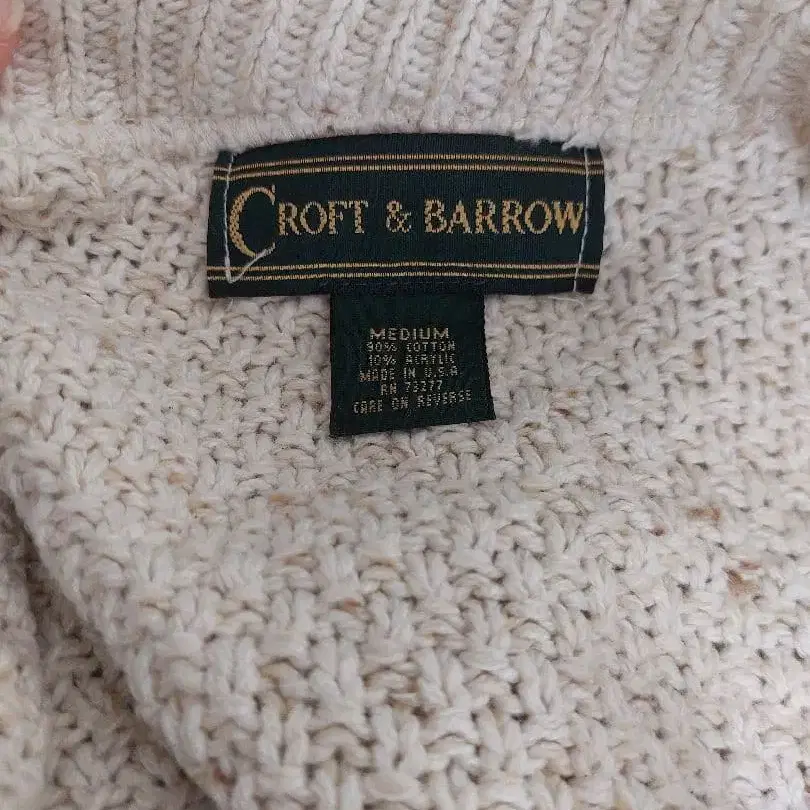 CROFT & BARROW
MEDIUM
90% COTTON
10% ACRYLIC
MADE IN U.S.A
RN 73277
CARE ON REVERSE